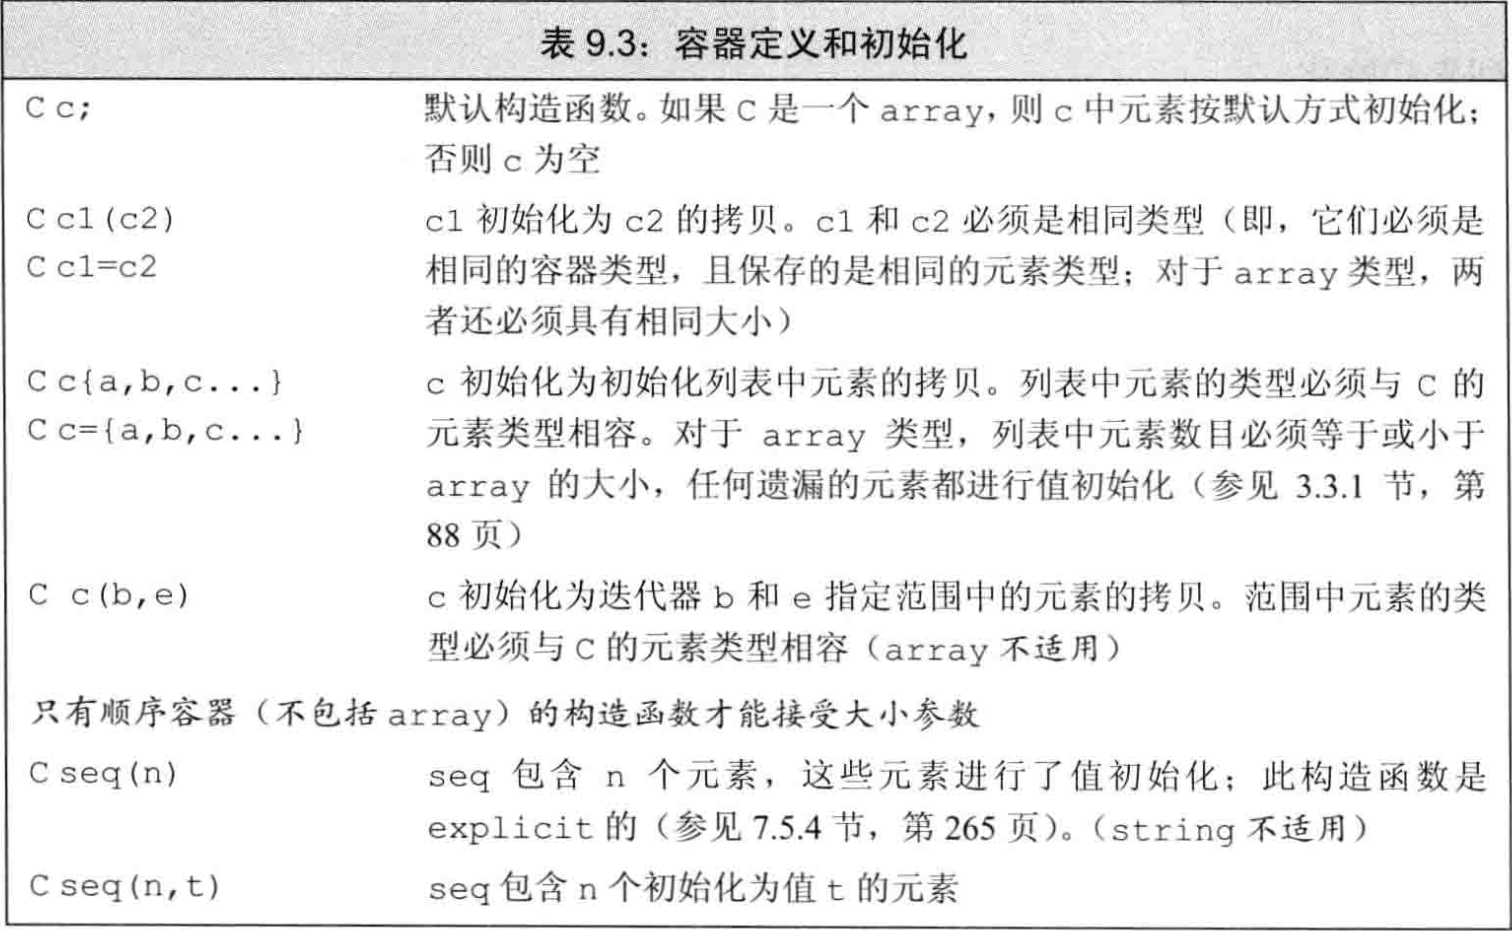 表 9.3：容器定义和初始化
C c;	默认构造函数。如果 C 是一个 array，则 c 中元素按默认方式初始化；
否则 c 为空
C c1(c2)	c1 初始化为 c2 的拷贝。c1 和 c2 必须是相同类型（即，它们必须是
C c1=c2	相同的容器类型，且保存的是相同的元素类型；对于 array 类型，两
者还必须具有相同大小）
C c{a,b,c...}	c 初始化为初始化列表中元素的拷贝。列表中元素的类型必须与 C 的
C c={a,b,c...}	元素类型相容。对于 array 类型，列表中元素数目必须等于或小于
array 的大小，任何遗漏的元素都进行值初始化（参见 3.3.1 节，第
88 页）
C c(b,e)	c 初始化为迭代器 b 和 e 指定范围中的元素的拷贝。范围中元素的类
型必须与 C 的元素类型相容（array 不适用）
只有顺序容器（不包括 array）的构造函数才能接受大小参数
C seq(n)	seq 包含 n 个元素，这些元素进行了值初始化；此构造函数是
explicit 的（参见 7.5.4 节，第 265 页）。（string 不适用）
C seq(n,t)	seq 包含 n 个初始化为值 t 的元素